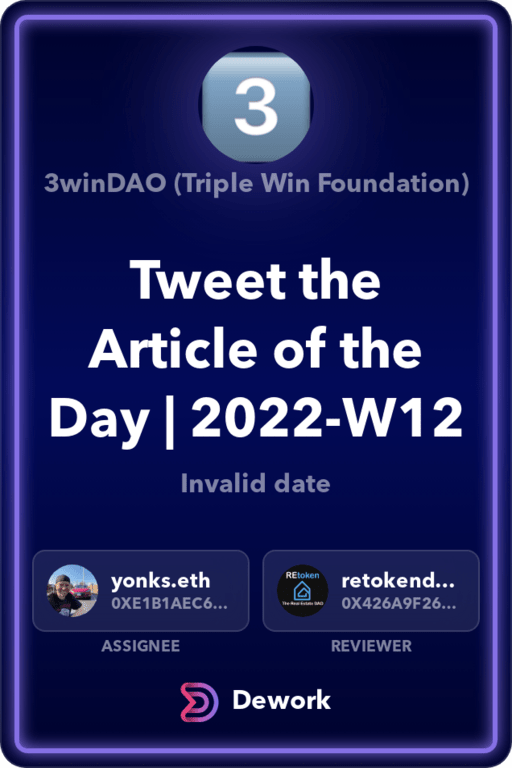 3
3winDAO (Triple Win Foundation)
Tweet the
Article of the
Day | 2022-W12
Invalid date
yonks.eth
0XE1B1AEC6...
ASSIGNEE
REtoken
The Real Estate DAO
retokend...
0X426A9F26...
REVIEWER
Dework